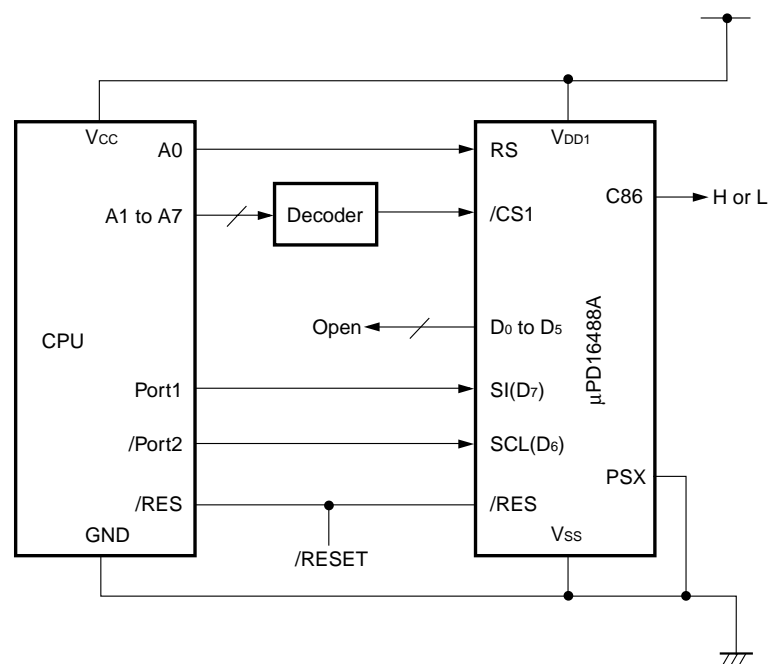 VCC
VDD1
A0
RS
C86
H or L
A1 to A7
Decoder
/CS1
Open
D0 to D5
CPU
μPD16488A
Port1
SI(D7)
/Port2
SCL(D6)
PSX
/RES
/RES
GND
VSS
/RESET